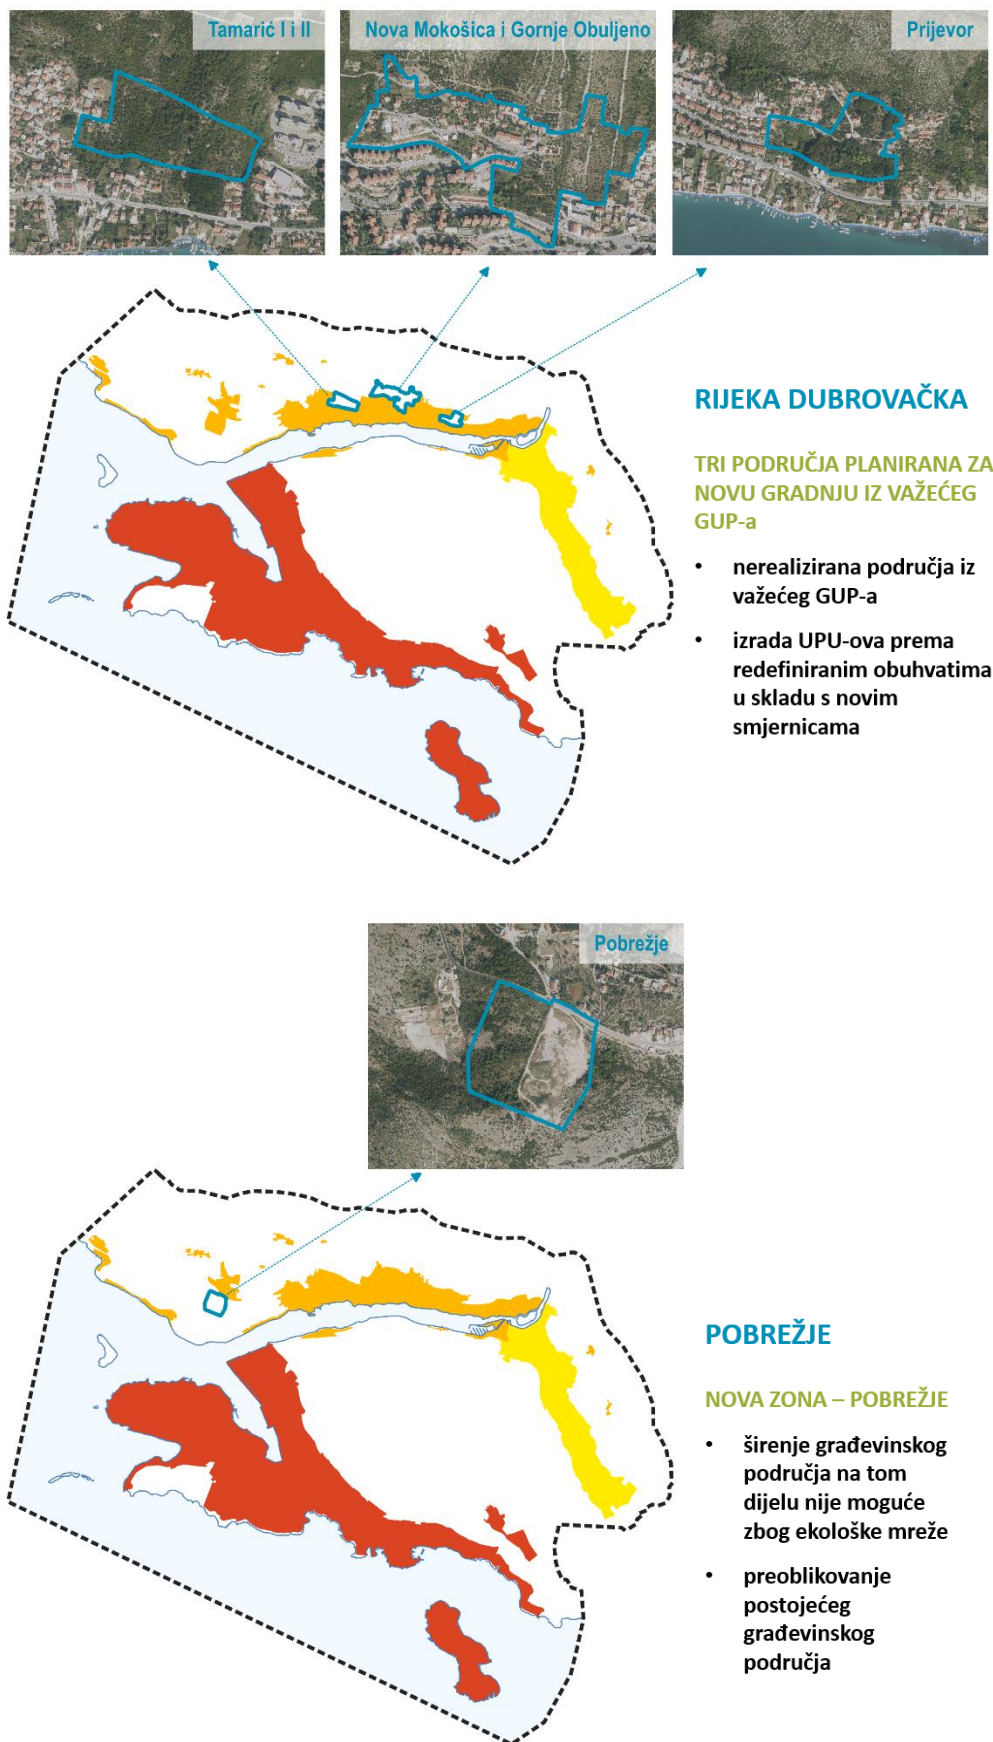 Tamarić I i II
Nova Mokošica i Gornje Obuljeno
Prijevor
RIJEKA DUBROVAČKA
TRI PODRUČJA PLANIRANA ZA
NOVU GRADNJU IZ VAŽEĆEG
GUP-a
• nerealizirana područja iz
važećeg GUP-a
• izrada UPU-ova prema
redefiniranim obuhvatima
u skladu s novim
smjernicama
Pobrežje
POBREŽJE
NOVA ZONA – POBREŽJE
• širenje građevinskog
područja na tom
dijelu nije moguće
zbog ekološke mreže
• preoblikovanje
postojećeg
građevinskog
područja